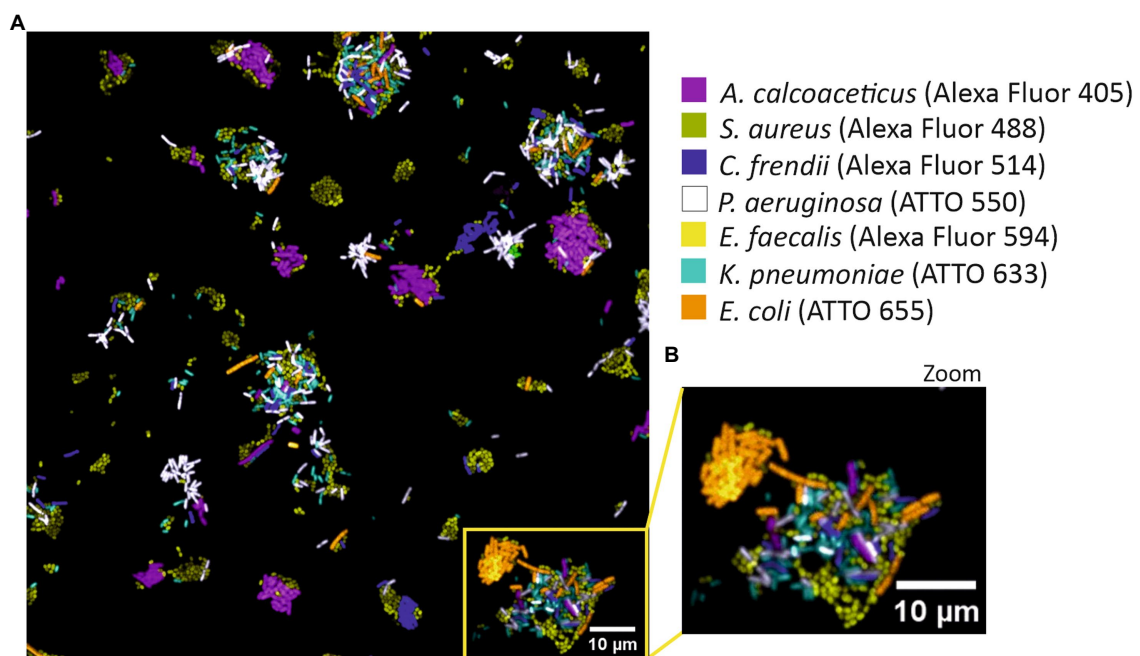 A
A. calcoaceticus (Alexa Fluor 405)
S. aureus (Alexa Fluor 488)
C. frendii (Alexa Fluor 514)
P. aeruginosa (ATTO 550)
E. faecalis (Alexa Fluor 594)
K. pneumoniae (ATTO 633)
E. coli (ATTO 655)
B
Zoom
10 µm
10 µm